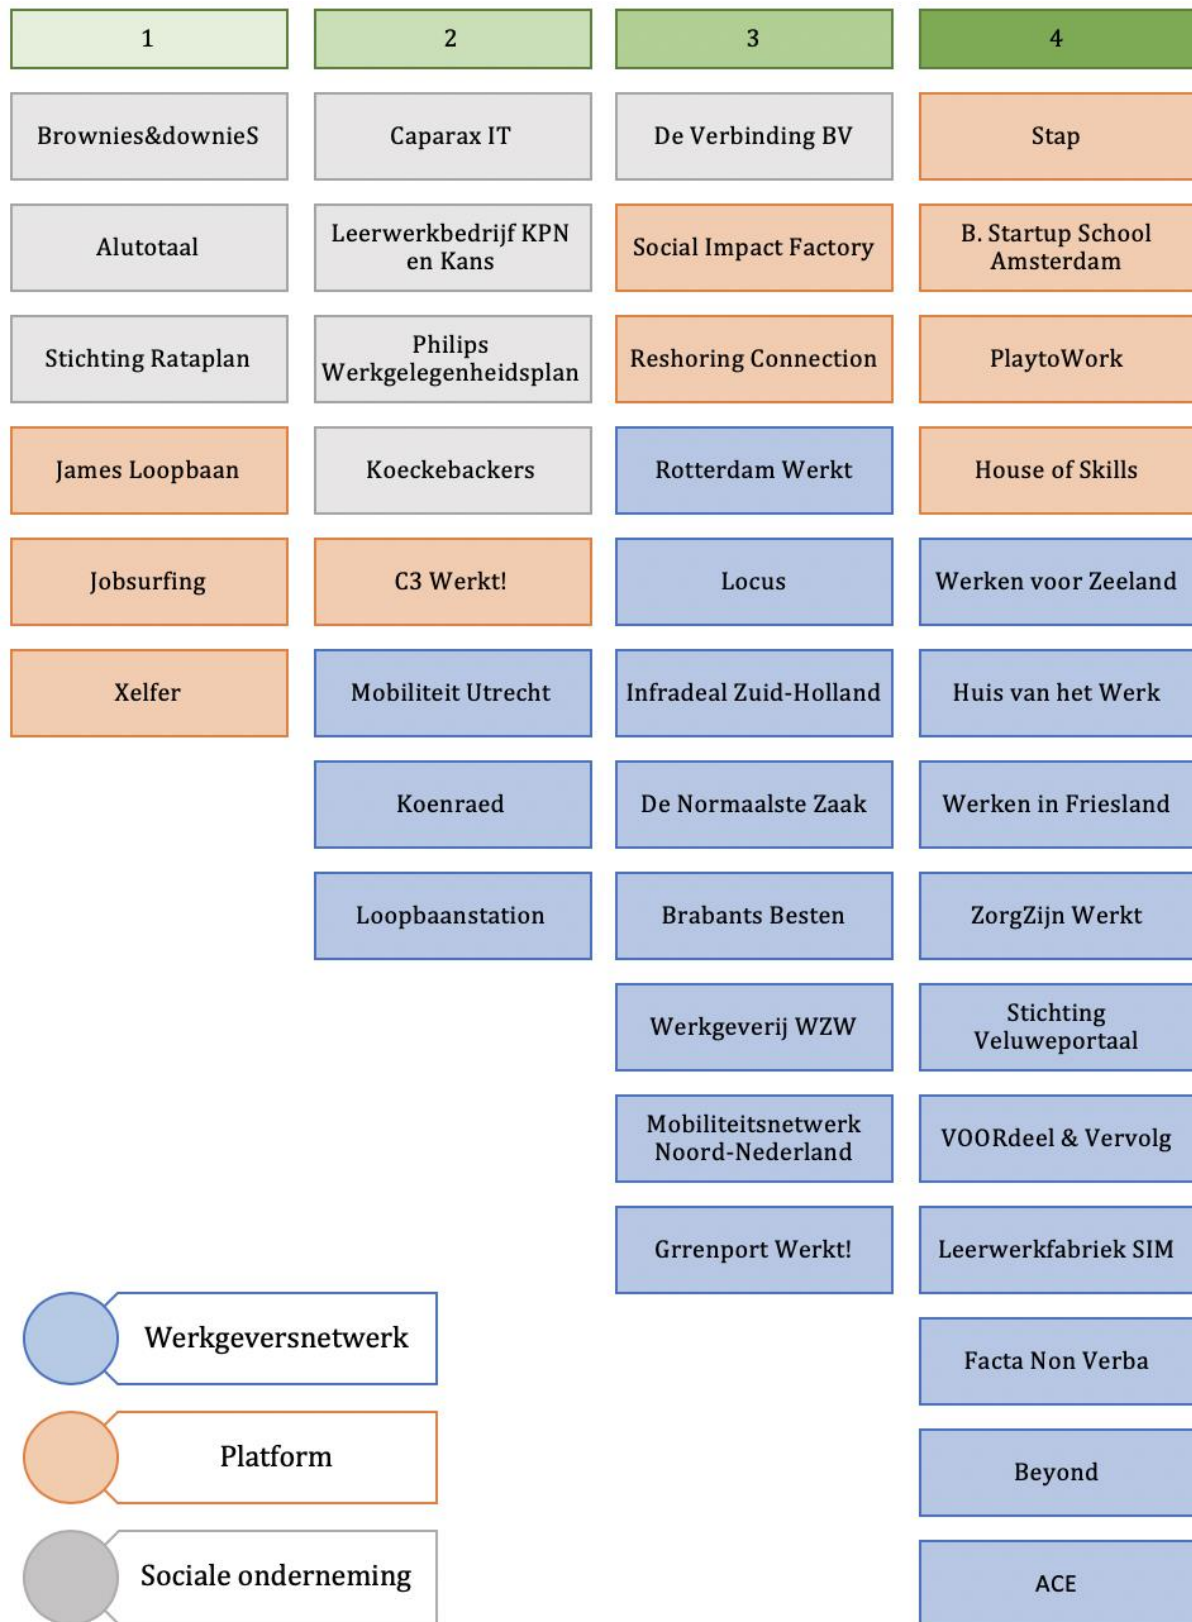 1
2
3
4
Brownies&downieS
Caparax IT
De Verbinding BV
Stap
Alutotaal
Leerwerkbedrijf KPN
en Kans
Social Impact Factory
B. Startup School
Amsterdam
Stichting Rataplan
Philips
Werkgelegenheidsplan
Reshoring Connection
PlaytoWork
James Loopbaan
Koeckebackers
Rotterdam Werkt
House of Skills
Jobsurfing
C3 Werkt!
Locus
Werken voor Zeeland
Xelfer
Mobiliteit Utrecht
Infradeal Zuid-Holland
Huis van het Werk
Koenraed
De Normaalste Zaak
Werken in Friesland
Loopbaanstation
Brabants Besten
ZorgZijn Werkt
Werkgeverij WZW
Stichting
Veluweportaal
Mobiliteitsnetwerk
Noord-Nederland
VOORdeel & Vervolg
Grrenport Werkt!
Leerwerkfabriek SIM
Werkgeversnetwerk
Facta Non Verba
Platform
Beyond
Sociale onderneming
ACE